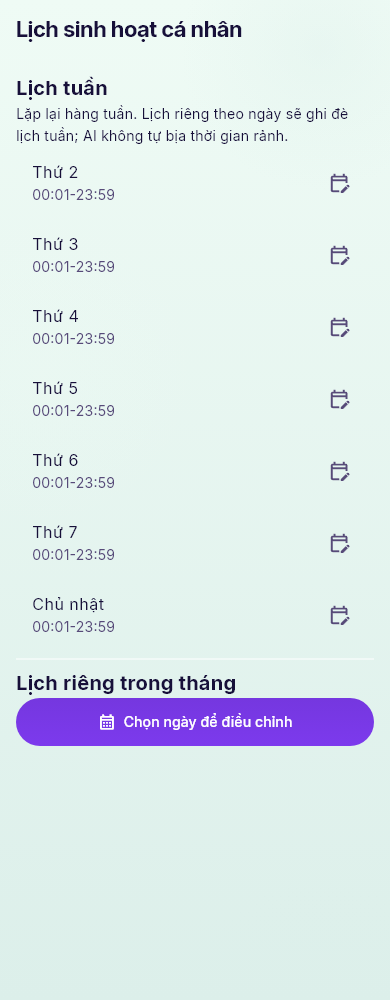 Lịch sinh hoạt cá nhân
Lịch tuần
Lặp lại hàng tuần. Lịch riêng theo ngày sẽ ghi đè
lịch tuần; AI không tự bịa thời gian rảnh.
Thứ 2
00:01-23:59
Thứ 3
00:01-23:59
Thứ 4
00:01-23:59
Thứ 5
00:01-23:59
Thứ 6
00:01-23:59
Thứ 7
00:01-23:59
Chủ nhật
00:01-23:59
Lịch riêng trong tháng
Chọn ngày để điều chỉnh